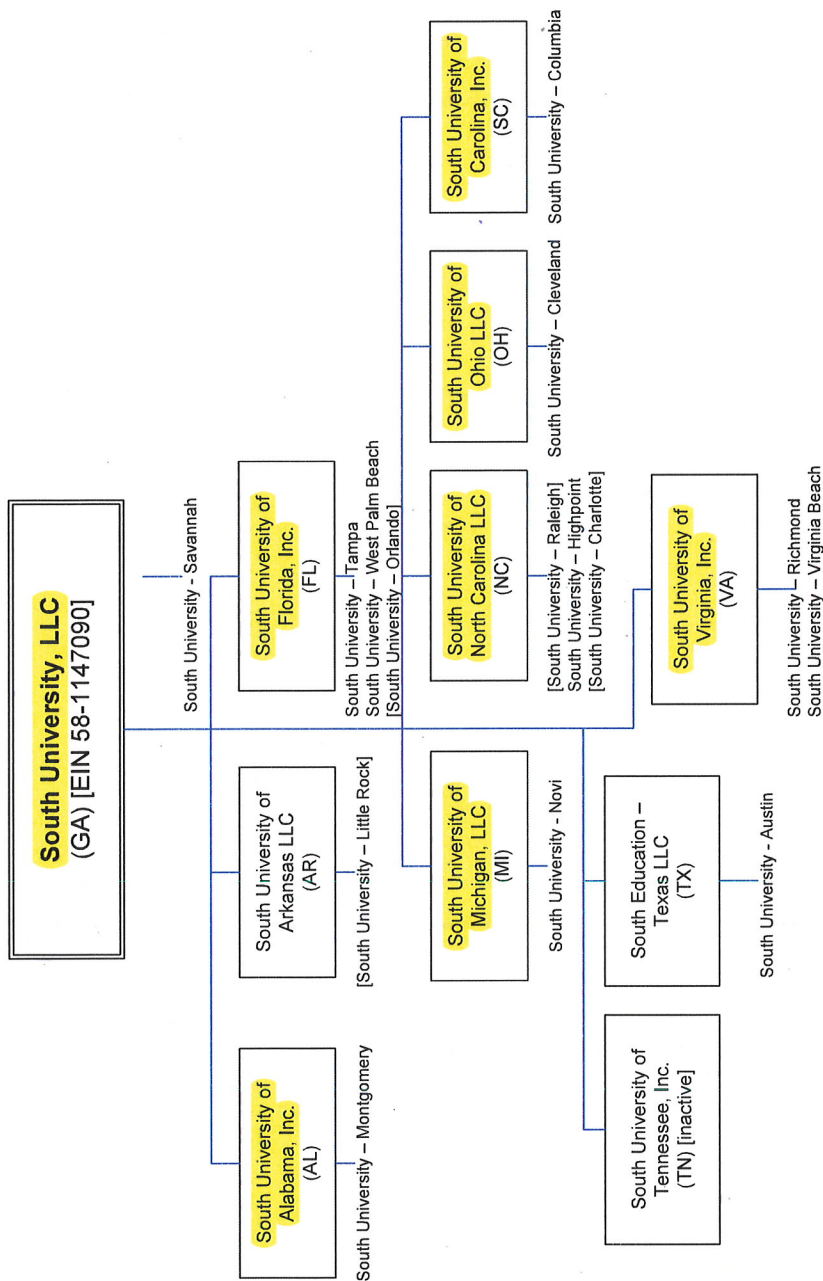 South University, LLC
(GA) [EIN 58-1147090]
South University - Savannah
South University of
Alabama, Inc.
(AL)
South University – Montgomery
South University of
Arkansas LLC
(AR)
[South University – Little Rock]
South University of
Florida, Inc.
(FL)
South University – Tampa
South University – West Palm Beach
[South University – Orlando]
South University of
Michigan, LLC
(MI)
South University - Novi
South University of
North Carolina LLC
(NC)
[South University – Raleigh]
South University – Highpoint
[South University – Charlotte]
South University of
Ohio LLC
(OH)
South University – Cleveland
South University of
Carolina, Inc.
(SC)
South University – Columbia
South University of
Tennessee, Inc.
(TN) [inactive]
South Education –
Texas LLC
(TX)
South University - Austin
South University of
Virginia, Inc.
(VA)
South University – Richmond
South University – Virginia Beach